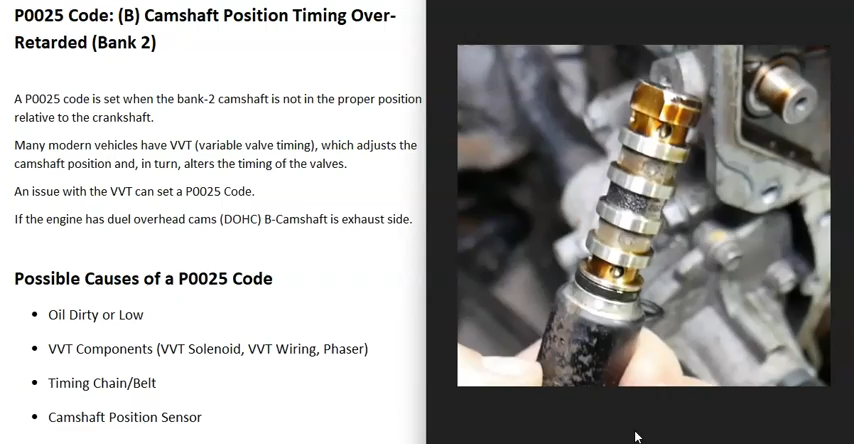 P0025 Code: (B) Camshaft Position Timing Over-
Retarded (Bank 2)
A P0025 code is set when the bank-2 camshaft is not in the proper position
relative to the crankshaft.
Many modern vehicles have VVT (variable valve timing), which adjusts the
camshaft position and, in turn, alters the timing of the valves.
An issue with the VVT can set a P0025 Code.
If the engine has duel overhead cams (DOHC) B-Camshaft is exhaust side.
Possible Causes of a P0025 Code
• Oil Dirty or Low
• VVT Components (VVT Solenoid, VVT Wiring, Phaser)
• Timing Chain/Belt
• Camshaft Position Sensor